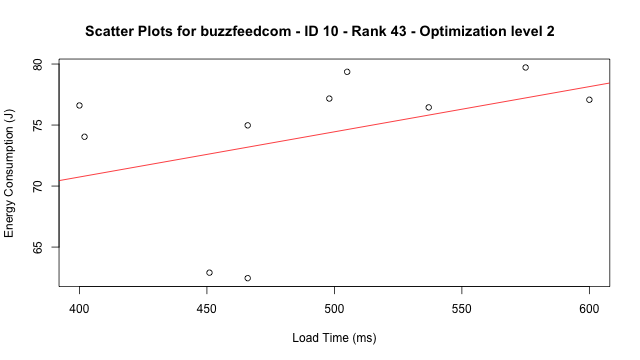 Scatter Plots for buzzfeedcom - ID 10 - Rank 43 - Optimization level 2
Energy Consumption (J)
80
75
70
65
400 450 500 550 600
Load Time (ms)